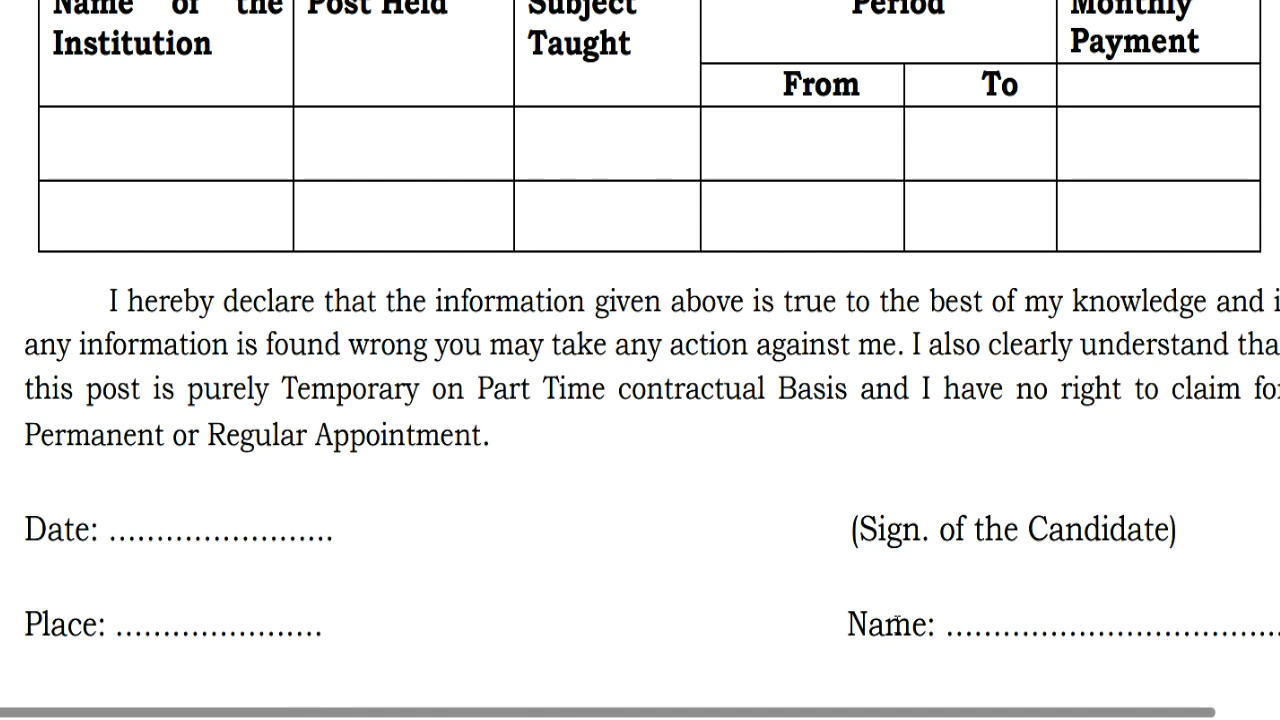 Name of the Post Held Subject Period Monthly
Institution Taught Payment
From To
I hereby declare that the information given above is true to the best of my knowledge and i
any information is found wrong you may take any action against me. I also clearly understand tha
this post is purely Temporary on Part Time contractual Basis and I have no right to claim for
Permanent or Regular Appointment.
Date: ........................ (Sign. of the Candidate)
Place: ...................... Name: ...................................